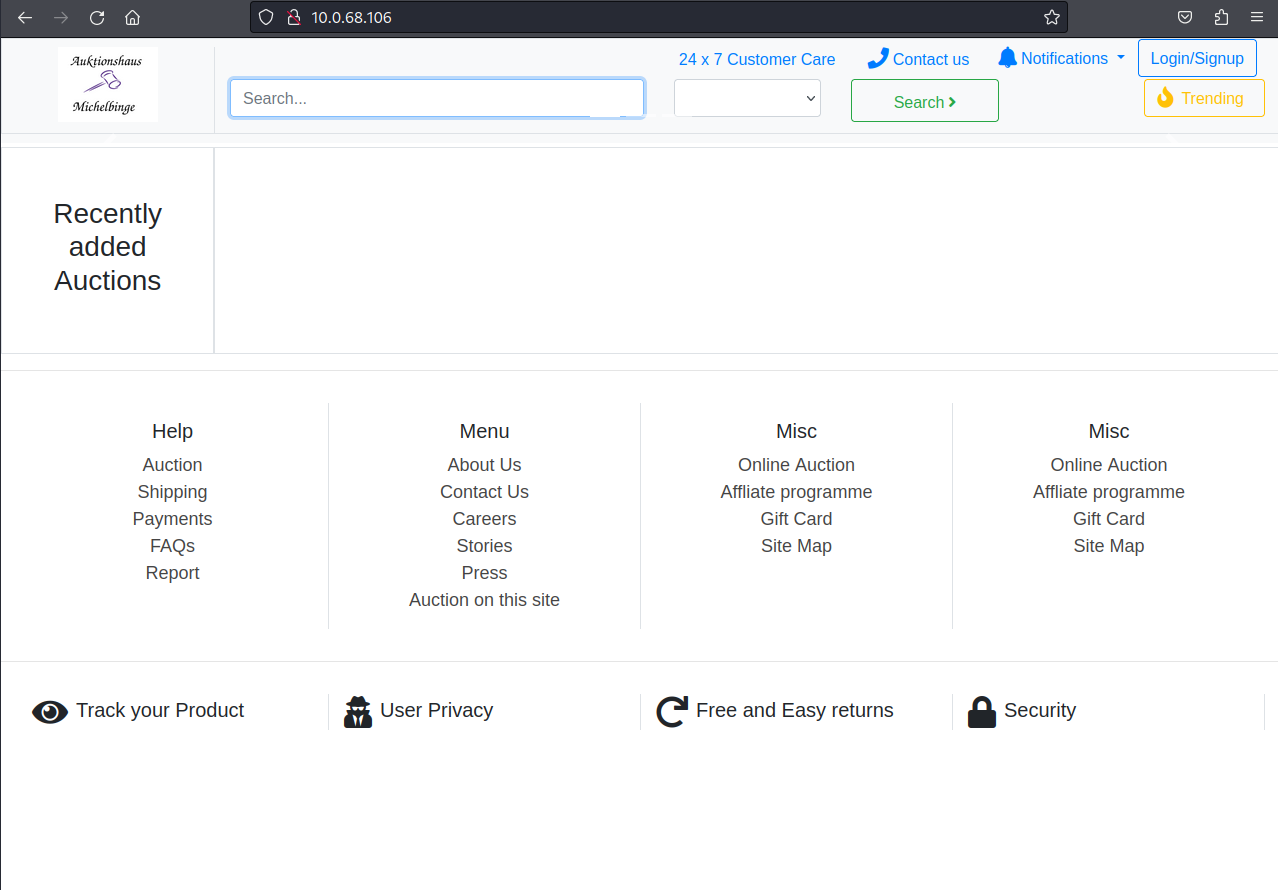 10.0.68.106
Auktionshaus
Michelbinge
24 x 7 Customer Care
Contact us
Notifications
Login/Signup
Search...
Search
Trending
Recently
added
Auctions
Help
Auction
Shipping
Payments
FAQs
Report
Menu
About Us
Contact Us
Careers
Stories
Press
Auction on this site
Misc
Online Auction
Affliate programme
Gift Card
Site Map
Misc
Online Auction
Affliate programme
Gift Card
Site Map
Track your Product
User Privacy
Free and Easy returns
Security